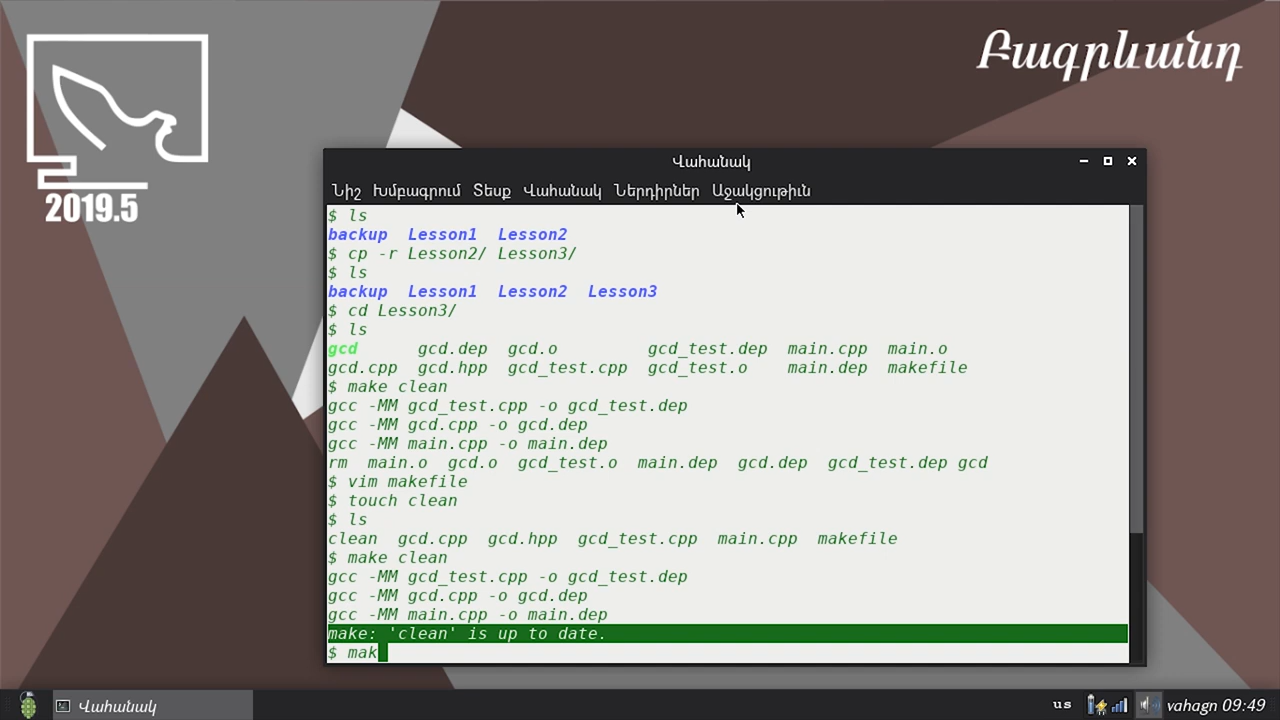 2019.5
Բագրևանդ
Վահանակ
Նիշ Խմբագրում Տեսք Վահանակ Ներդիրներ Աջակցութիւն
$ ls
backup  Lesson1  Lesson2
$ cp -r Lesson2/ Lesson3/
$ ls
backup  Lesson1  Lesson2  Lesson3
$ cd Lesson3/
$ ls
gcd      gcd.dep  gcd.o         gcd_test.dep  main.cpp  main.o
gcd.cpp  gcd.hpp  gcd_test.cpp  gcd_test.o    main.dep  makefile
$ make clean
gcc -MM gcd_test.cpp -o gcd_test.dep
gcc -MM gcd.cpp -o gcd.dep
gcc -MM main.cpp -o main.dep
rm  main.o  gcd.o  gcd_test.o  main.dep  gcd.dep  gcd_test.dep gcd
$ vim makefile
$ touch clean
$ ls
clean  gcd.cpp  gcd.hpp  gcd_test.cpp  main.cpp  makefile
$ make clean
gcc -MM gcd_test.cpp -o gcd_test.dep
gcc -MM gcd.cpp -o gcd.dep
gcc -MM main.cpp -o main.dep
make: 'clean' is up to date.
$ mak
Վահանակ
us
vahagn 09:49